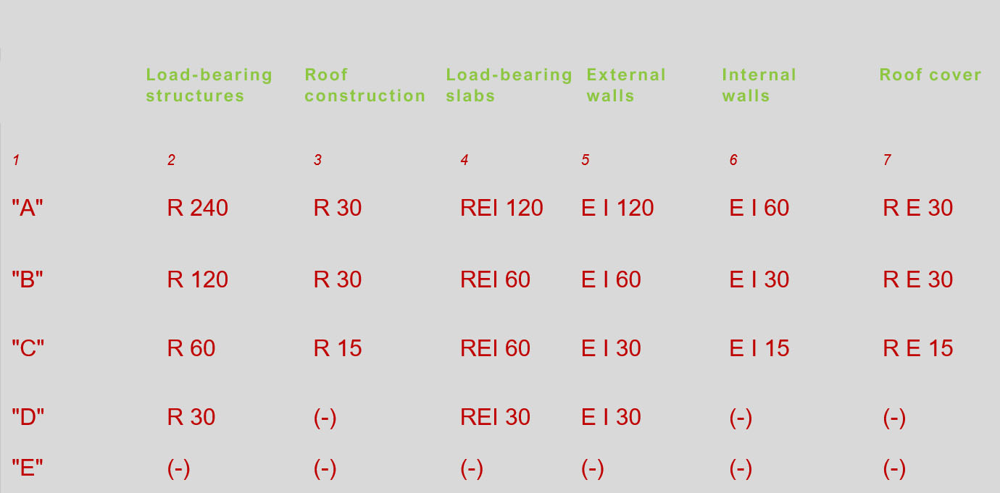 Load-bearing Roof Load-bearing External Internal Roof cover
structures construction slabs walls walls
1 2 3 4 5 6 7
"A" R 240 R 30 REI 120 E I 120 E I 60 R E 30
"B" R 120 R 30 REI 60 E I 60 E I 30 R E 30
"C" R 60 R 15 REI 60 E I 30 E I 15 R E 15
"D" R 30 (-) REI 30 E I 30 (-) (-)
"E" (-) (-) (-) (-) (-) (-)